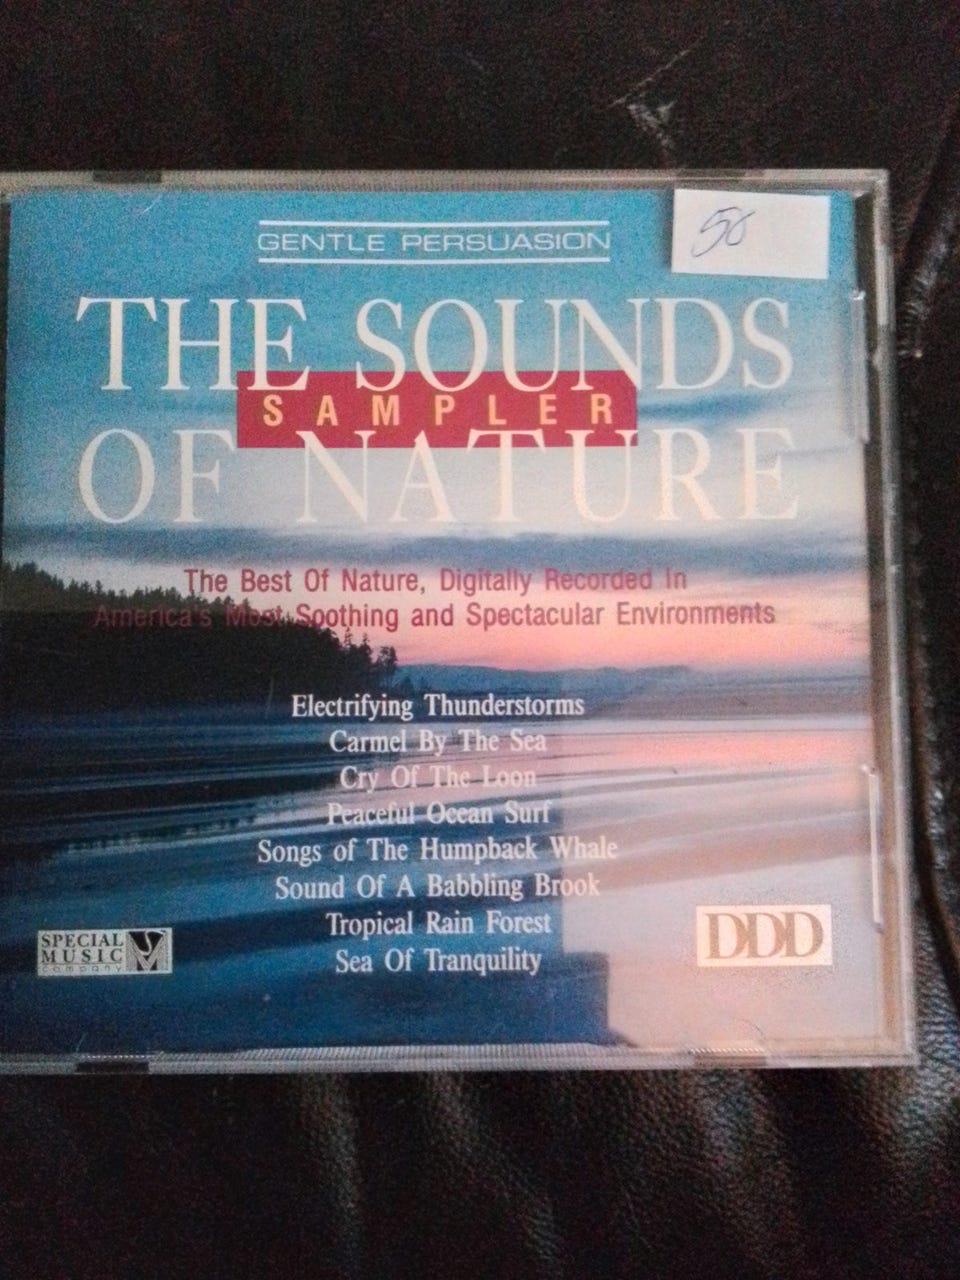 GENTLE PERSUASION
50
THE SOUNDS
SAMPLER
OF NATURE
The Best Of Nature, Digitally Recorded In
America's Most Soothing and Spectacular Environments
Electrifying Thunderstorms
Carmel By The Sea
Cry Of The Loon
Peaceful Ocean Surf
Songs of The Humpback Whale
Sound Of A Babbling Brook
Tropical Rain Forest
Sea Of Tranquility
SPECIAL
MUSIC
company
DDD